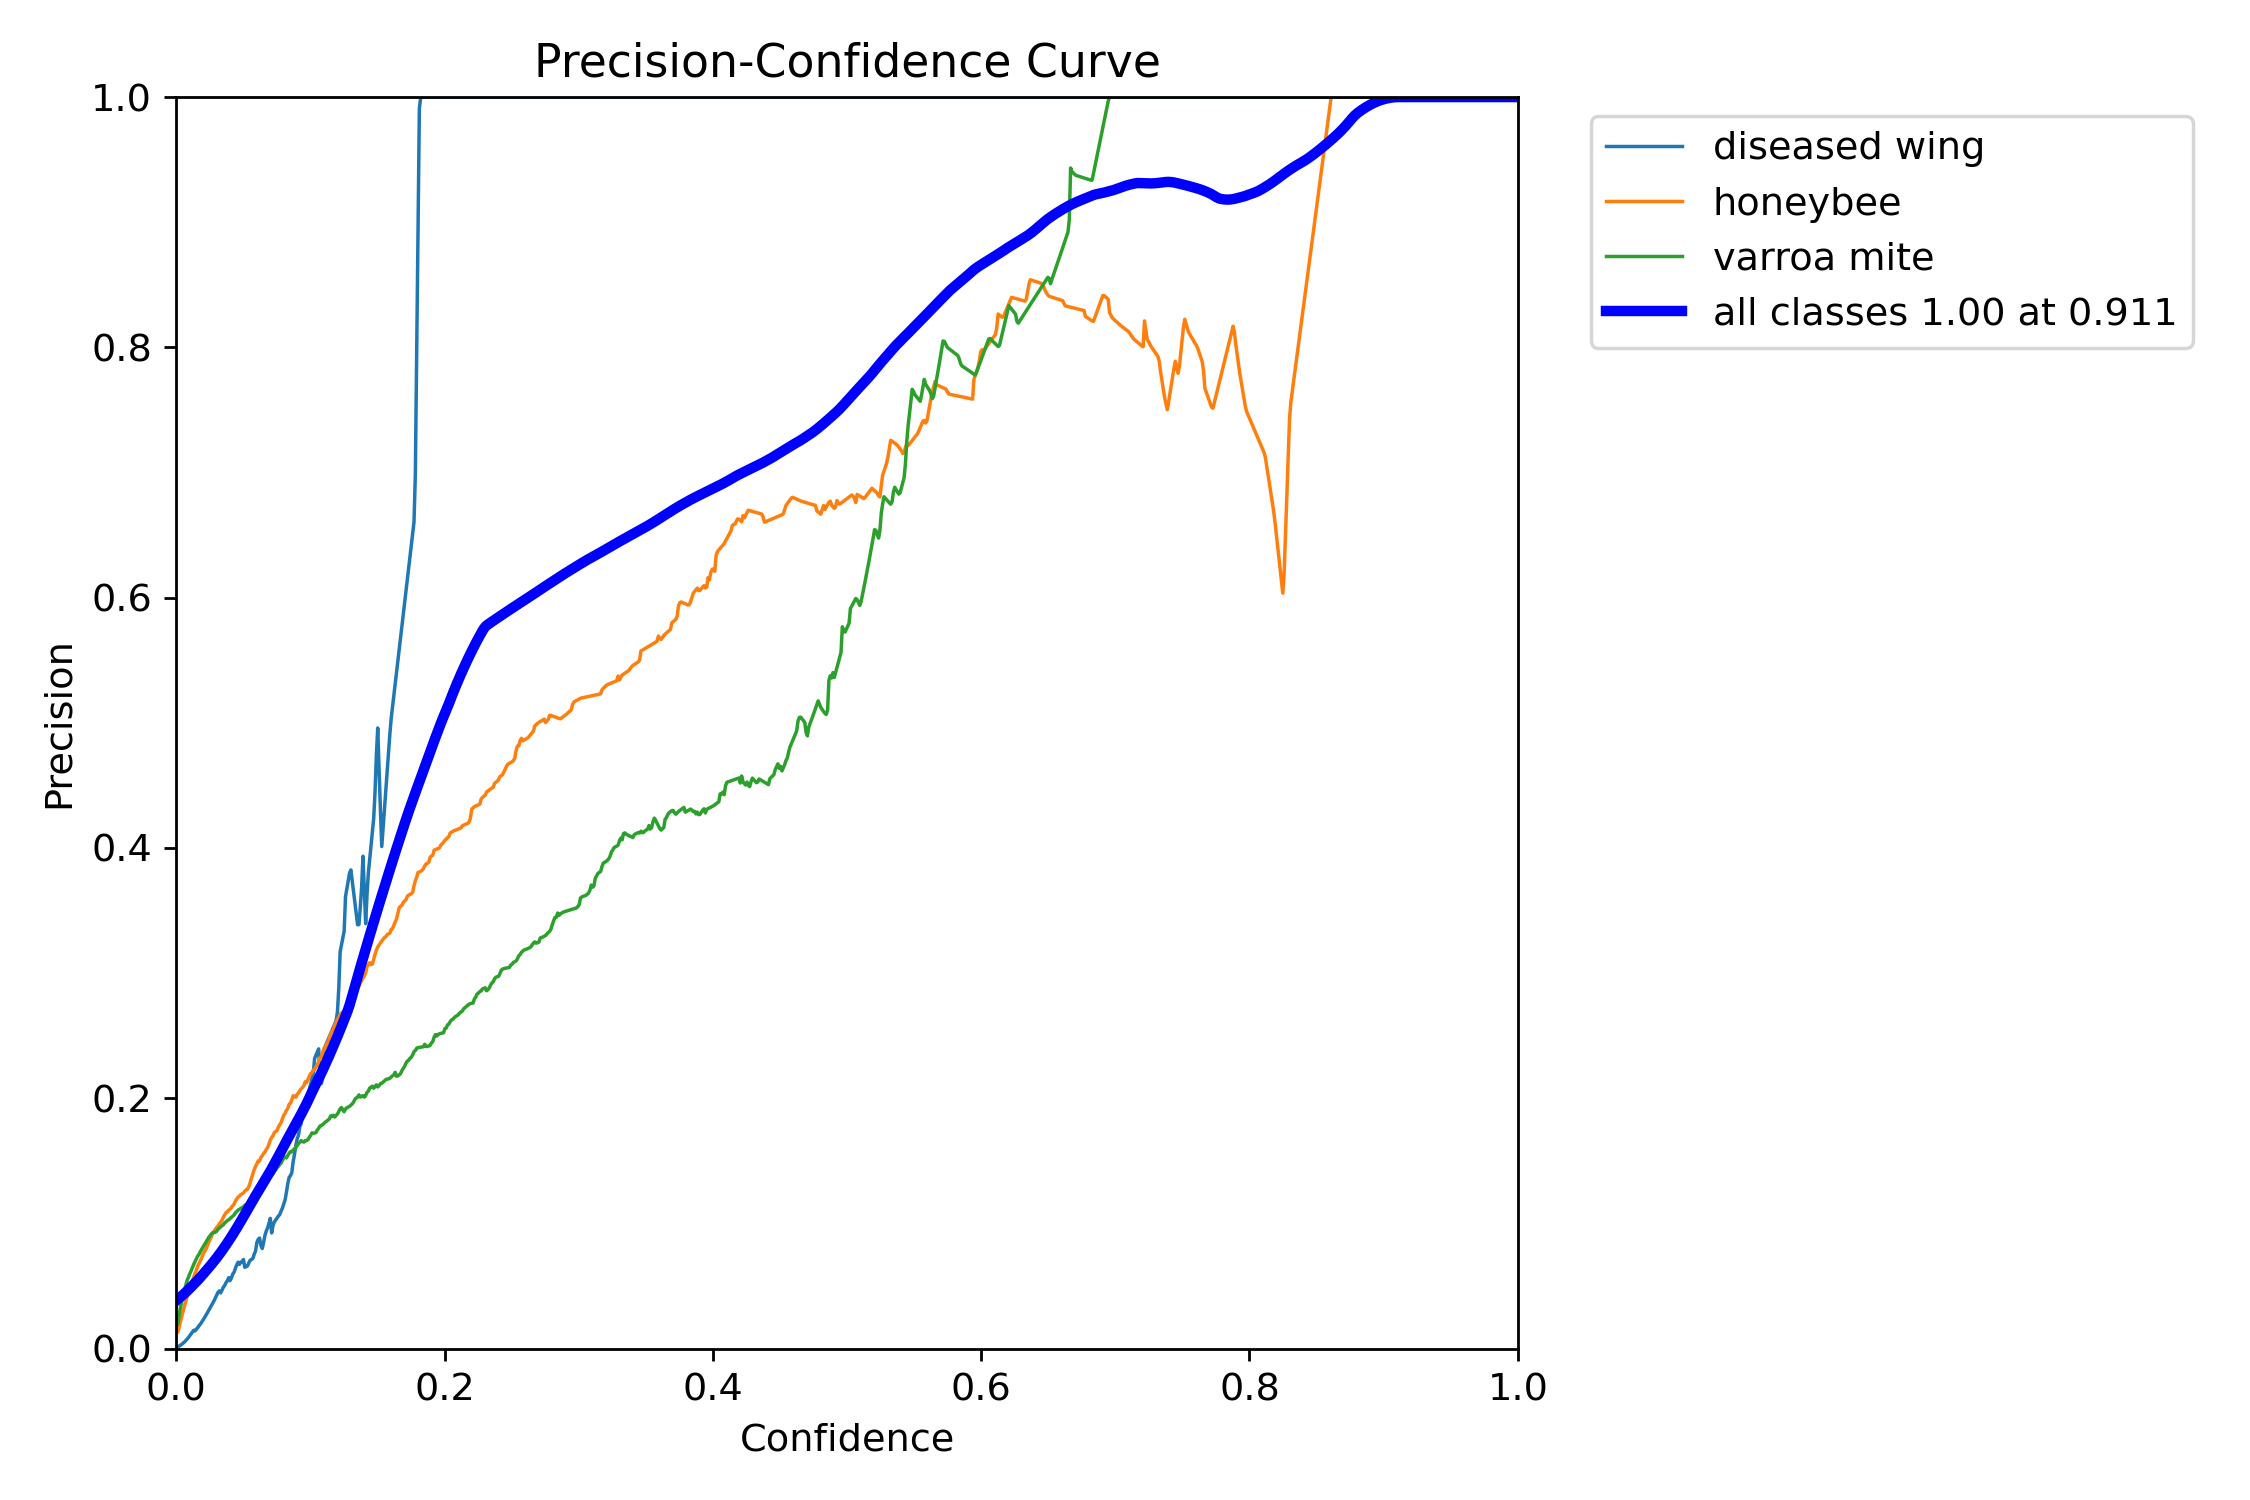 Precision-Confidence Curve
1.0
0.8
0.6
0.4
0.2
0.0
Precision
0.0 0.2 0.4 0.6 0.8 1.0
Confidence
diseased wing
honeybee
varroa mite
all classes 1.00 at 0.911